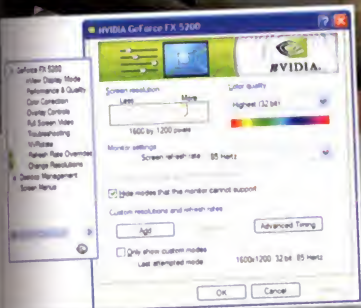 NVIDIA GeForce FX 5200
GeForce FX 5200
nView Display Mode
Performance & Quality
Color Correction
Overlay Controls
Full Screen Video
Troubleshooting
NVRotate
Refresh Rate Overrides
Change Resolutions
Desktop Management
Screen Menus
NVIDIA.
Screen resolution
Less
More
1600 by 1200 pixels
Color quality
Highest (32 bit)
Monitor settings
Screen refresh rate
85 Hertz
Hide modes that this monitor cannot support
Custom resolutions and refresh rates
Add
Advanced Timing
Only show custom modes
Last attempted mode
1600x1200 32 bit 85 Hertz
OK
Cancel